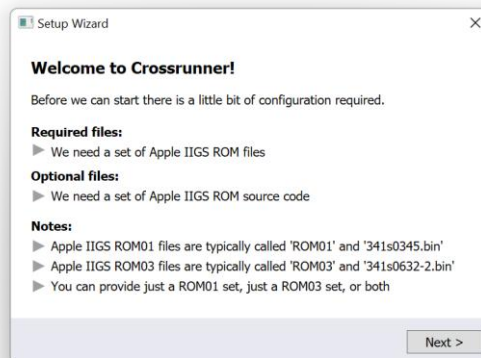 Setup Wizard
Welcome to Crossrunner!
Before we can start there is a little bit of configuration required.
Required files:
We need a set of Apple IIGS ROM files
Optional files:
We need a set of Apple IIGS ROM source code
Notes:
Apple IIGS ROM01 files are typically called 'ROM01' and '341s0345.bin'
Apple IIGS ROM03 files are typically called 'ROM03' and '341s0632-2.bin'
You can provide just a ROM01 set, just a ROM03 set, or both
Next >